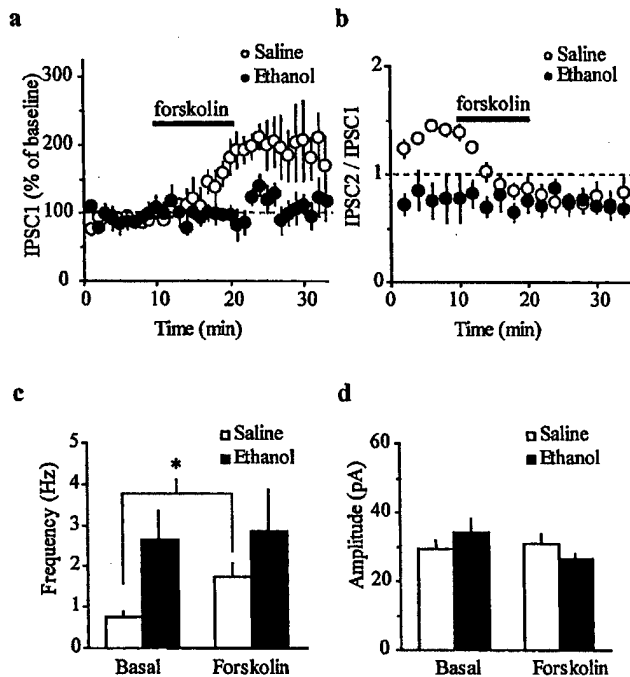 a
Saline
Ethanol
forskolin
IPSC1 (% of baseline)
300
200
100
0
0
10
20
30
Time (min)
b
Saline
Ethanol
forskolin
IPSC2 / IPSC1
2
1
0
0
10
20
30
Time (min)
c
Saline
Ethanol
*
Frequency (Hz)
5
4
3
2
1
0
Basal
Forskolin
d
Saline
Ethanol
Amplitude (pA)
60
40
20
0
Basal
Forskolin